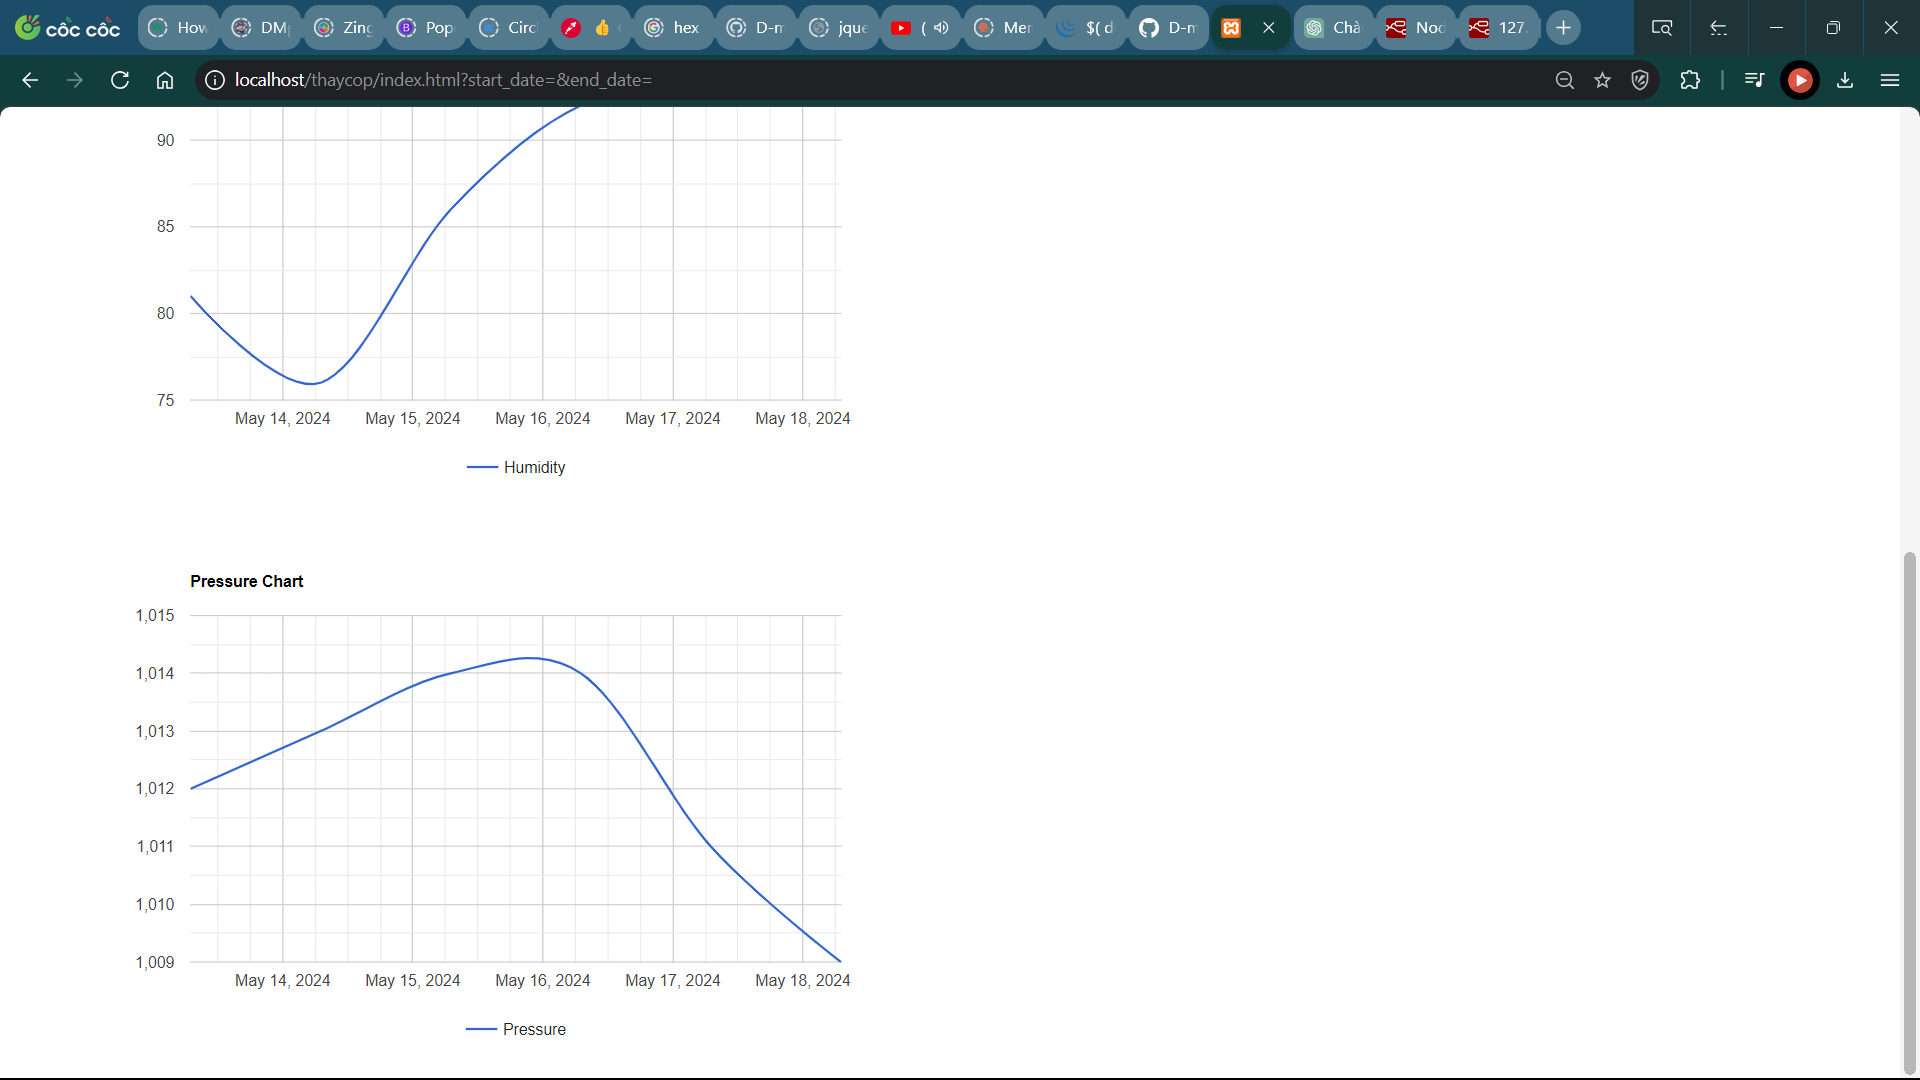 cốc cốc How DM Zing Pop Circ hex D-m jque ( Mer $( d D-m Chà Nod 127.
localhost/thaycop/index.html?start_date=&end_date=
90
85
80
75
May 14, 2024 May 15, 2024 May 16, 2024 May 17, 2024 May 18, 2024
Humidity
Pressure Chart
1,015
1,014
1,013
1,012
1,011
1,010
1,009
May 14, 2024 May 15, 2024 May 16, 2024 May 17, 2024 May 18, 2024
Pressure